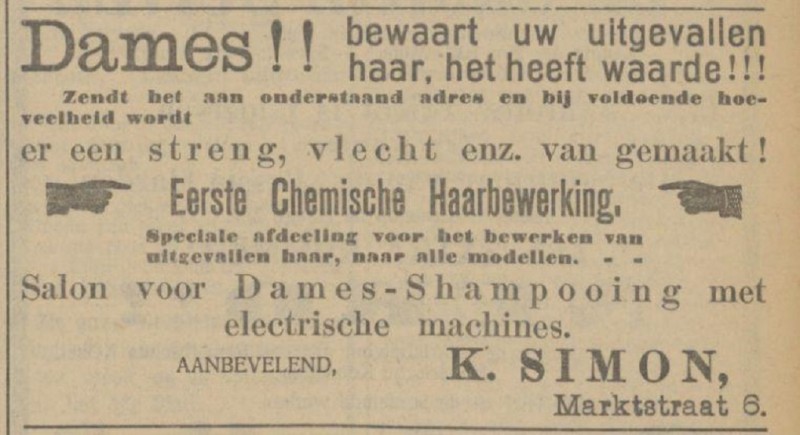 Dames!! bewaart uw uitgevallen
haar, het heeft waarde!!!
Zendt het aan onderstaand adres en bij voldoende hoe-
veelheid wordt
er een streng, vlecht enz. van gemaakt!
Eerste Chemische Haarbewerking.
Speciale afdeeling voor het bewerken van
uitgevallen haar, naar alle modellen. - -
Salon voor Dames-Shampooing met
electrische machines.
AANBEVELEND, K. SIMON,
Marktstraat 6.